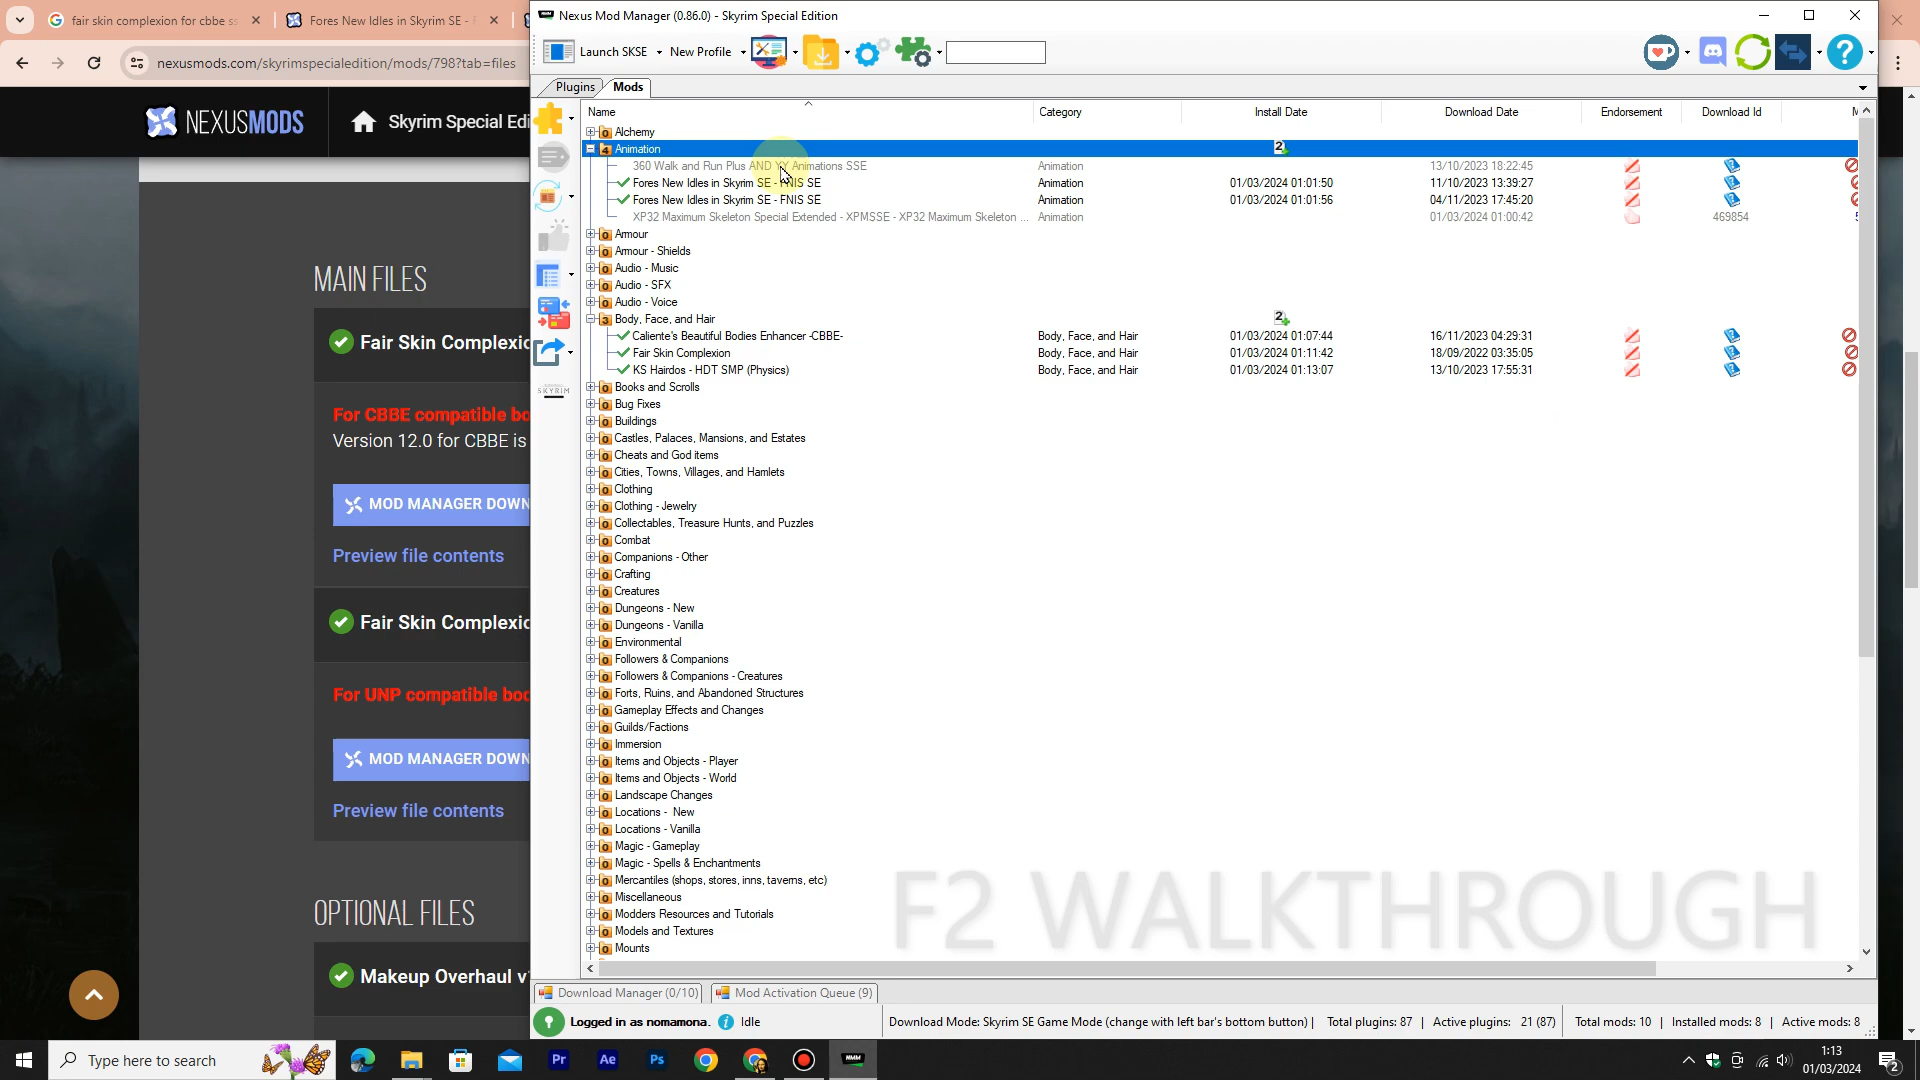 fair skin complexion for cbbe ss
Fores New Idles in Skyrim SE -
Nexus Mod Manager (0.86.0) - Skyrim Special Edition
nexusmods.com/skyrimspecialedition/mods/798?tab=files
Launch SKSE
New Profile
NEXUSMODS
Skyrim Special Edi
Plugins
Mods
Name
Category
Install Date
Download Date
Endorsement
Download Id
Alchemy
Animation
360 Walk and Run Plus AND XY Animations SSE Animation 13/10/2023 18:22:45
Fores New Idles in Skyrim SE - FNIS SE Animation 01/03/2024 01:01:50 11/10/2023 13:39:27
Fores New Idles in Skyrim SE - FNIS SE Animation 01/03/2024 01:01:56 04/11/2023 17:45:20
XP32 Maximum Skeleton Special Extended - XPMSSE - XP32 Maximum Skeleton ... Animation 01/03/2024 01:00:42 469854
Armour
Armour - Shields
Audio - Music
Audio - SFX
Audio - Voice
Body, Face, and Hair
Caliente's Beautiful Bodies Enhancer -CBBE- Body, Face, and Hair 01/03/2024 01:07:44 16/11/2023 04:29:31
Fair Skin Complexion Body, Face, and Hair 01/03/2024 01:11:42 18/09/2022 03:35:05
KS Hairdos - HDT SMP (Physics) Body, Face, and Hair 01/03/2024 01:13:07 13/10/2023 17:55:31
Books and Scrolls
Bug Fixes
Buildings
Castles, Palaces, Mansions, and Estates
Cheats and God items
Cities, Towns, Villages, and Hamlets
Clothing
Clothing - Jewelry
Collectables, Treasure Hunts, and Puzzles
Combat
Companions - Other
Crafting
Creatures
Dungeons - New
Dungeons - Vanilla
Environmental
Followers & Companions
Followers & Companions - Creatures
Forts, Ruins, and Abandoned Structures
Gameplay Effects and Changes
Guilds/Factions
Immersion
Items and Objects - Player
Items and Objects - World
Landscape Changes
Locations - New
Locations - Vanilla
Magic - Gameplay
Magic - Spells & Enchantments
Mercantiles (shops, stores, inns, taverns, etc)
Miscellaneous
Modders Resources and Tutorials
Models and Textures
Mounts
MAIN FILES
Fair Skin Complexio
For CBBE compatible bo
Version 12.0 for CBBE is
MOD MANAGER DOWN
Preview file contents
Fair Skin Complexio
For UNP compatible bod
MOD MANAGER DOWN
Preview file contents
OPTIONAL FILES
Makeup Overhaul v
SKYRIM
F2 WALKTHROUGH
Download Manager (0/10)
Mod Activation Queue (9)
Logged in as nomamona.
Idle
Download Mode: Skyrim SE Game Mode (change with left bar's bottom button) | Total plugins: 87 | Active plugins: 21 (87) | Total mods: 10 | Installed mods: 8 | Active mods: 8
Type here to search
Pr
Ae
Ps
NMM
1:13
01/03/2024
2